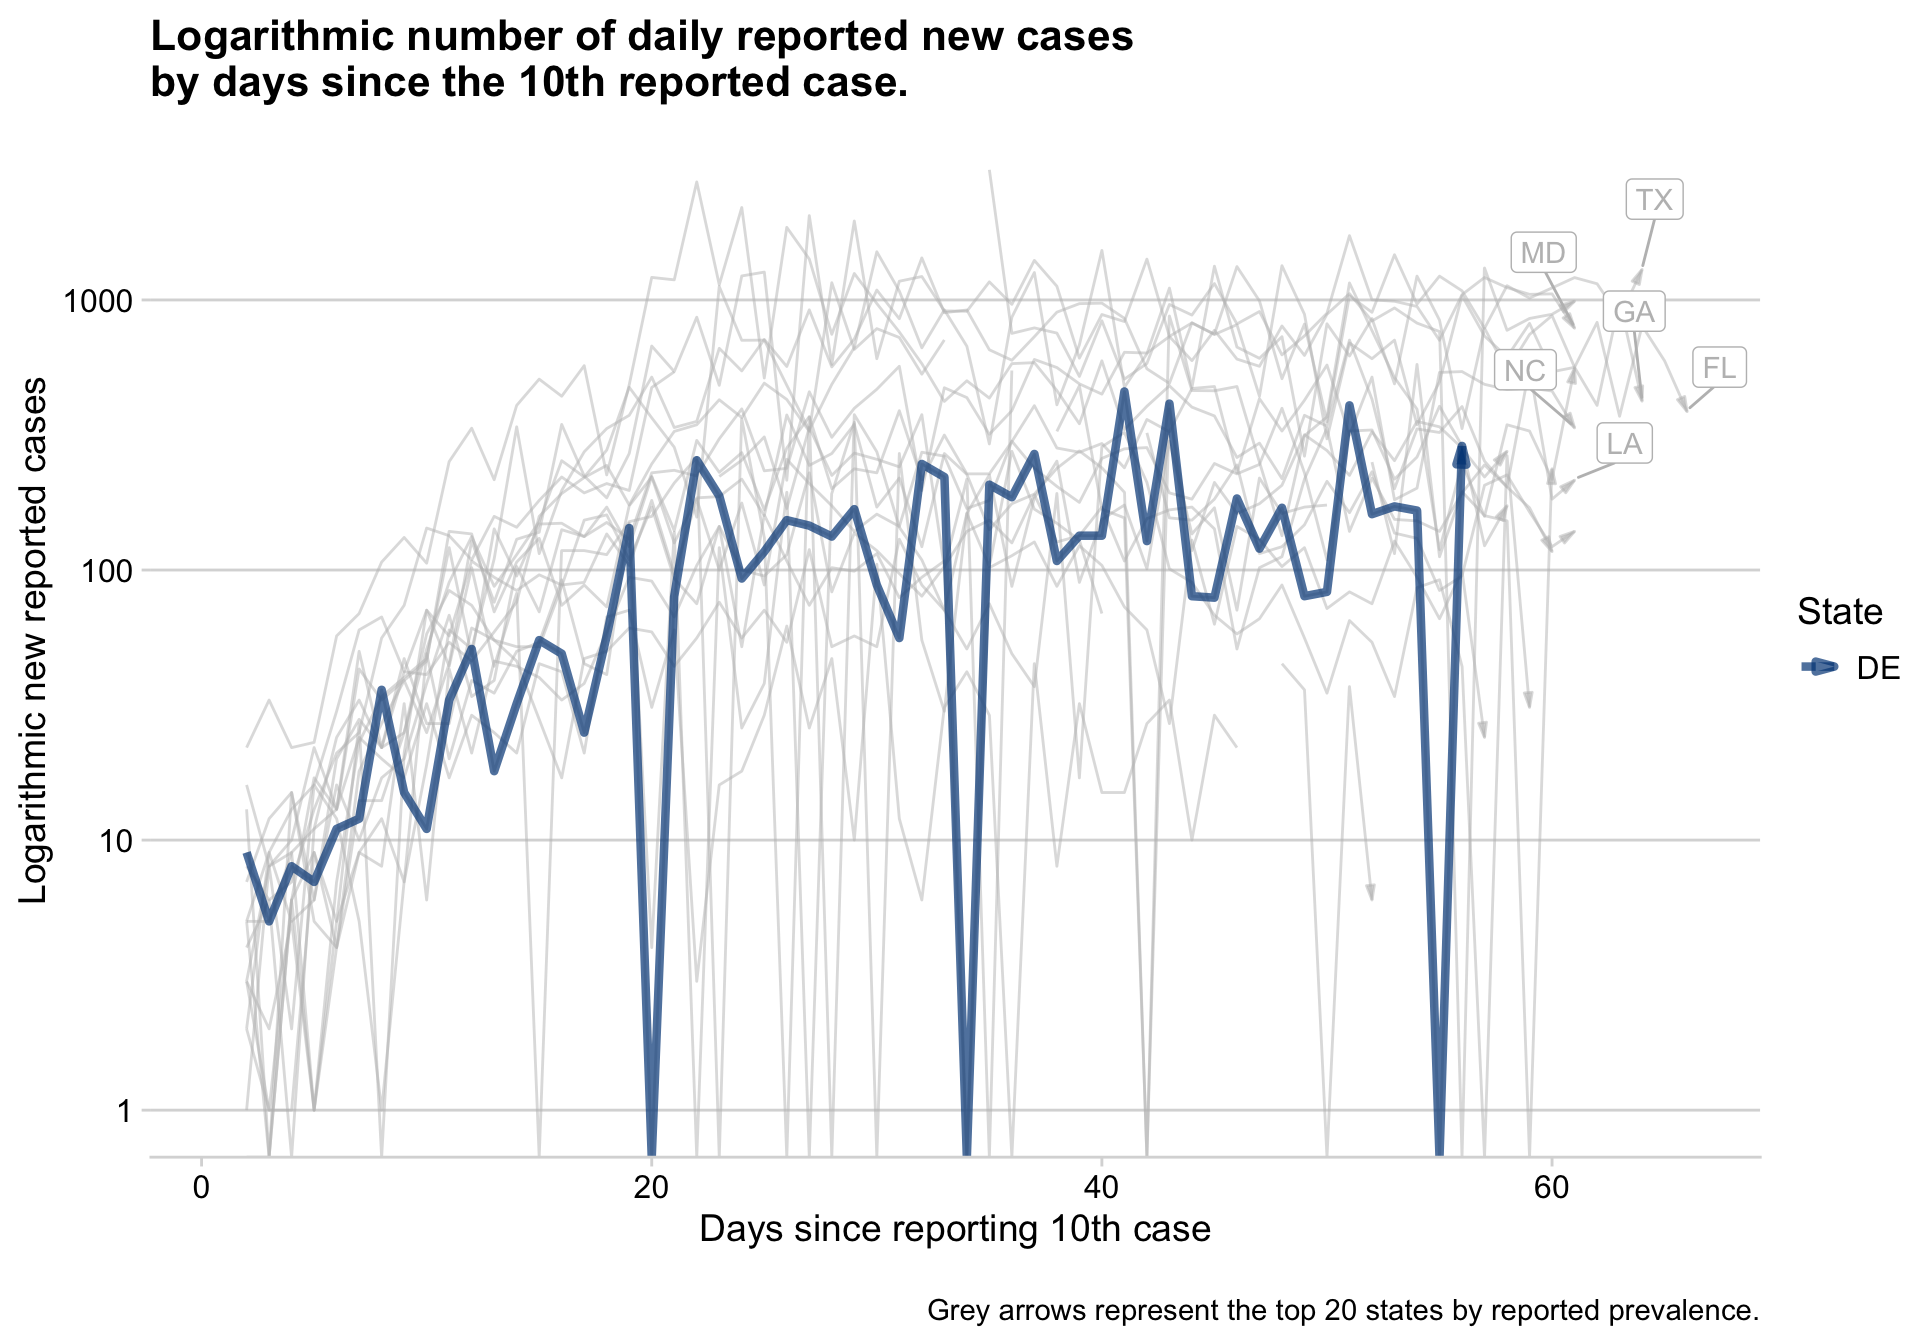 Logarithmic number of daily reported new cases
by days since the 10th reported case.
Logarithmic new reported cases
1000
100
10
1
TX
MD
GA
NC
FL
LA
State
DE
0
20
40
60
Days since reporting 10th case
Grey arrows represent the top 20 states by reported prevalence.